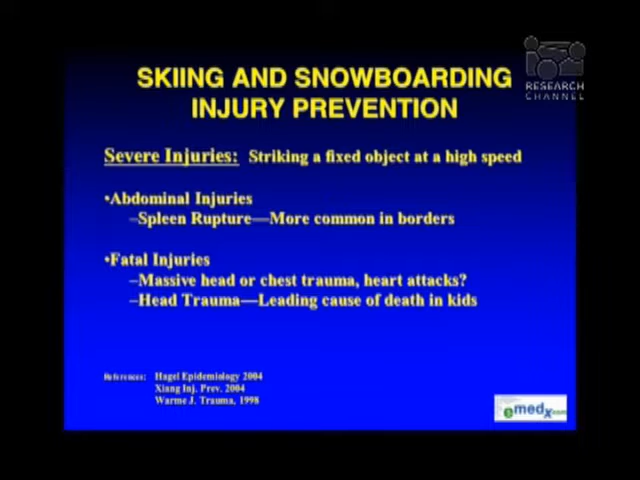 RESEARCH
CHANNEL
SKIING AND SNOWBOARDING
INJURY PREVENTION
Severe Injuries: Striking a fixed object at a high speed
•Abdominal Injuries
–Spleen Rupture—More common in borders
•Fatal Injuries
–Massive head or chest trauma, heart attacks?
–Head Trauma—Leading cause of death in kids
References: Hagel Epidemiology 2004
Xiang Inj. Prev. 2004
Warme J. Trauma, 1998
emedx.com